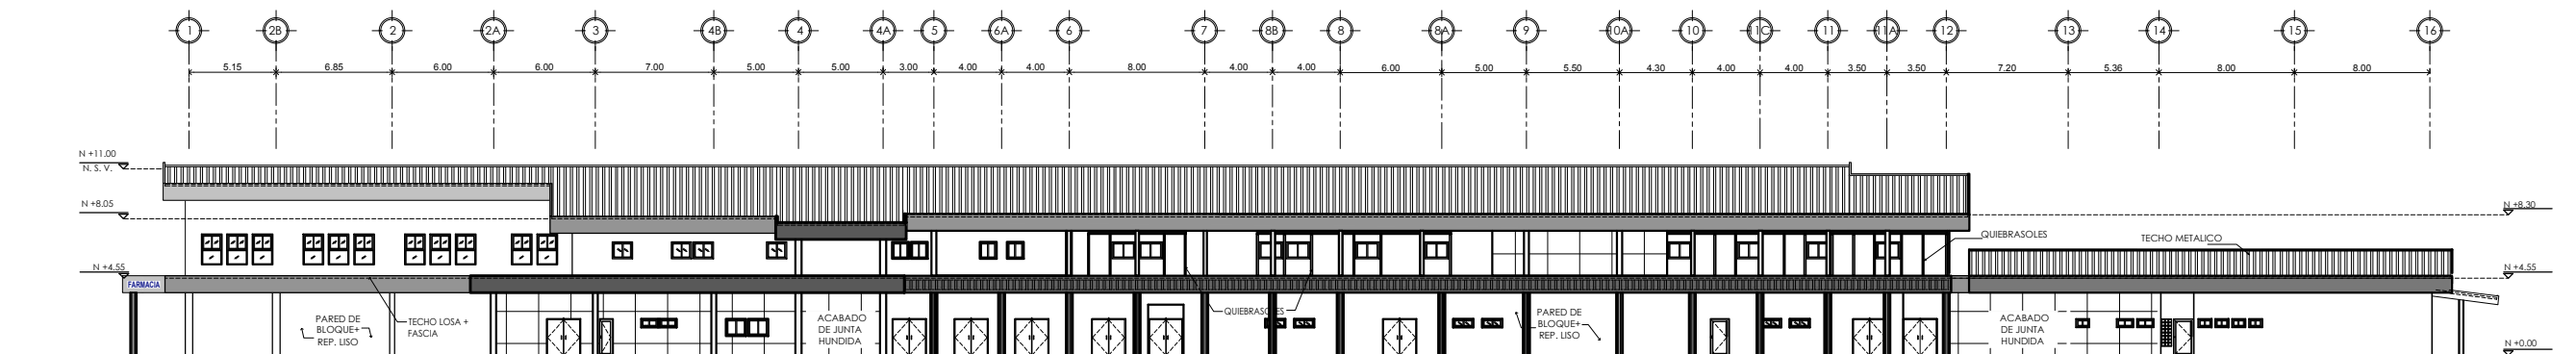 1 2B 2 2A 3 4B 4 4A 5 6A 6 7 8B 8 8A 9 10A 10 11C 11 11A 12 13 14 15 16
5.15 6.85 6.00 6.00 7.00 5.00 5.00 3.00 4.00 4.00 8.00 4.00 4.00 6.00 5.00 5.50 4.30 4.00 4.00 3.50 3.50 7.20 5.36 8.00 8.00
N +11.00
N. S. V.
N +8.05
N +8.30
QUIEBRASOLES
TECHO METALICO
N +4.55
N +4.55
FARMACIA
PARED DE
BLOQUE+
REP. LISO
TECHO LOSA +
FASCIA
ACABADO
DE JUNTA
HUNDIDA
QUIEBRASOLES
PARED DE
BLOQUE+
REP. LISO
ACABADO
DE JUNTA
HUNDIDA
N +0.00